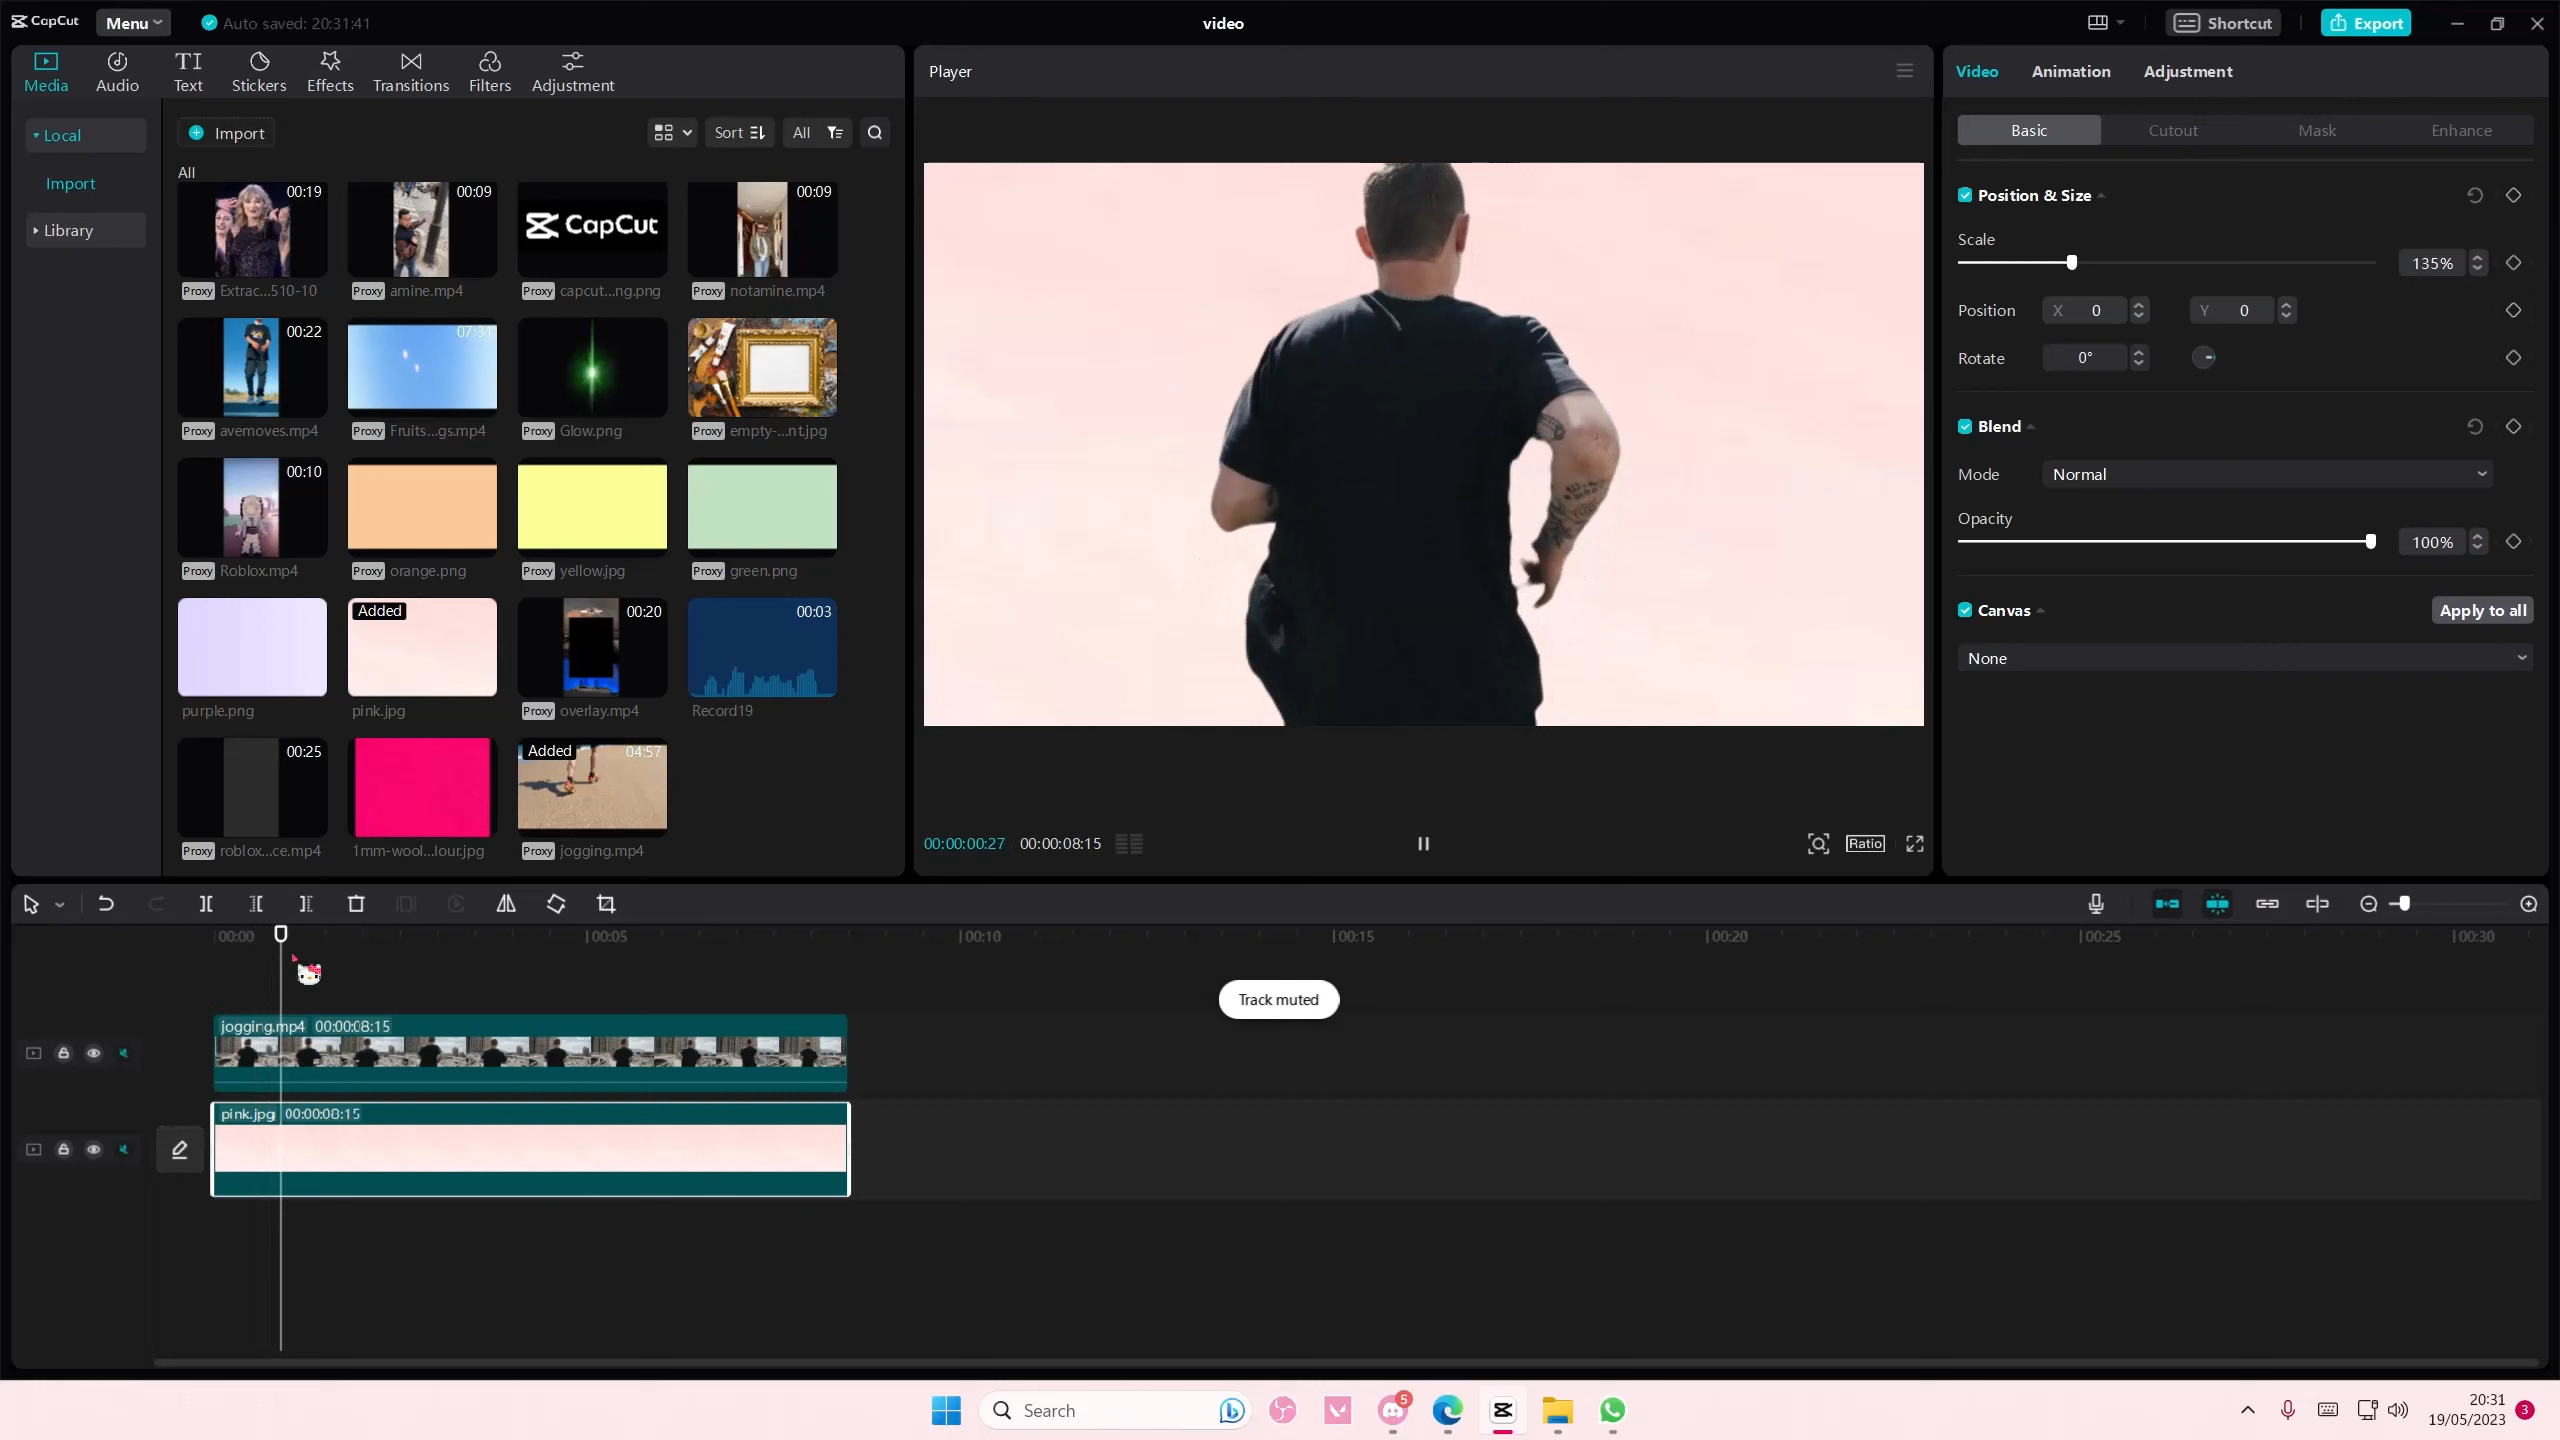 CapCut Menu Auto saved: 20:31:41 video Shortcut Export
Media Audio Text Stickers Effects Transitions Filters Adjustment
Local
Import
Library
Import Sort All
All
00:19 00:09 CapCut 00:09
Proxy Extrac...510-10 Proxy amine.mp4 Proxy capcut...ng.png Proxy notamine.mp4
00:22 07:31
Proxy avemoves.mp4 Proxy Fruits...gs.mp4 Proxy Glow.png Proxy empty-...nt.jpg
00:10
Proxy Roblox.mp4 Proxy orange.png Proxy yellow.jpg Proxy green.png
Added 00:20 00:03
purple.png pink.jpg Proxy overlay.mp4 Record19
00:25 Added 04:57
Proxy roblox...ce.mp4 1mm-wool...lour.jpg Proxy jogging.mp4
Player
00:00:00:27 00:00:08:15 Ratio
Video Animation Adjustment
Basic Cutout Mask Enhance
Position & Size
Scale
135%
Position X 0 Y 0
Rotate 0°
Blend
Mode Normal
Opacity
100%
Canvas Apply to all
None
00:00 00:05 00:10 00:15 00:20 00:25 00:30
Track muted
jogging.mp4 00:00:08:15
pink.jpg 00:00:08:15
Search 5 20:31
19/05/2023 3